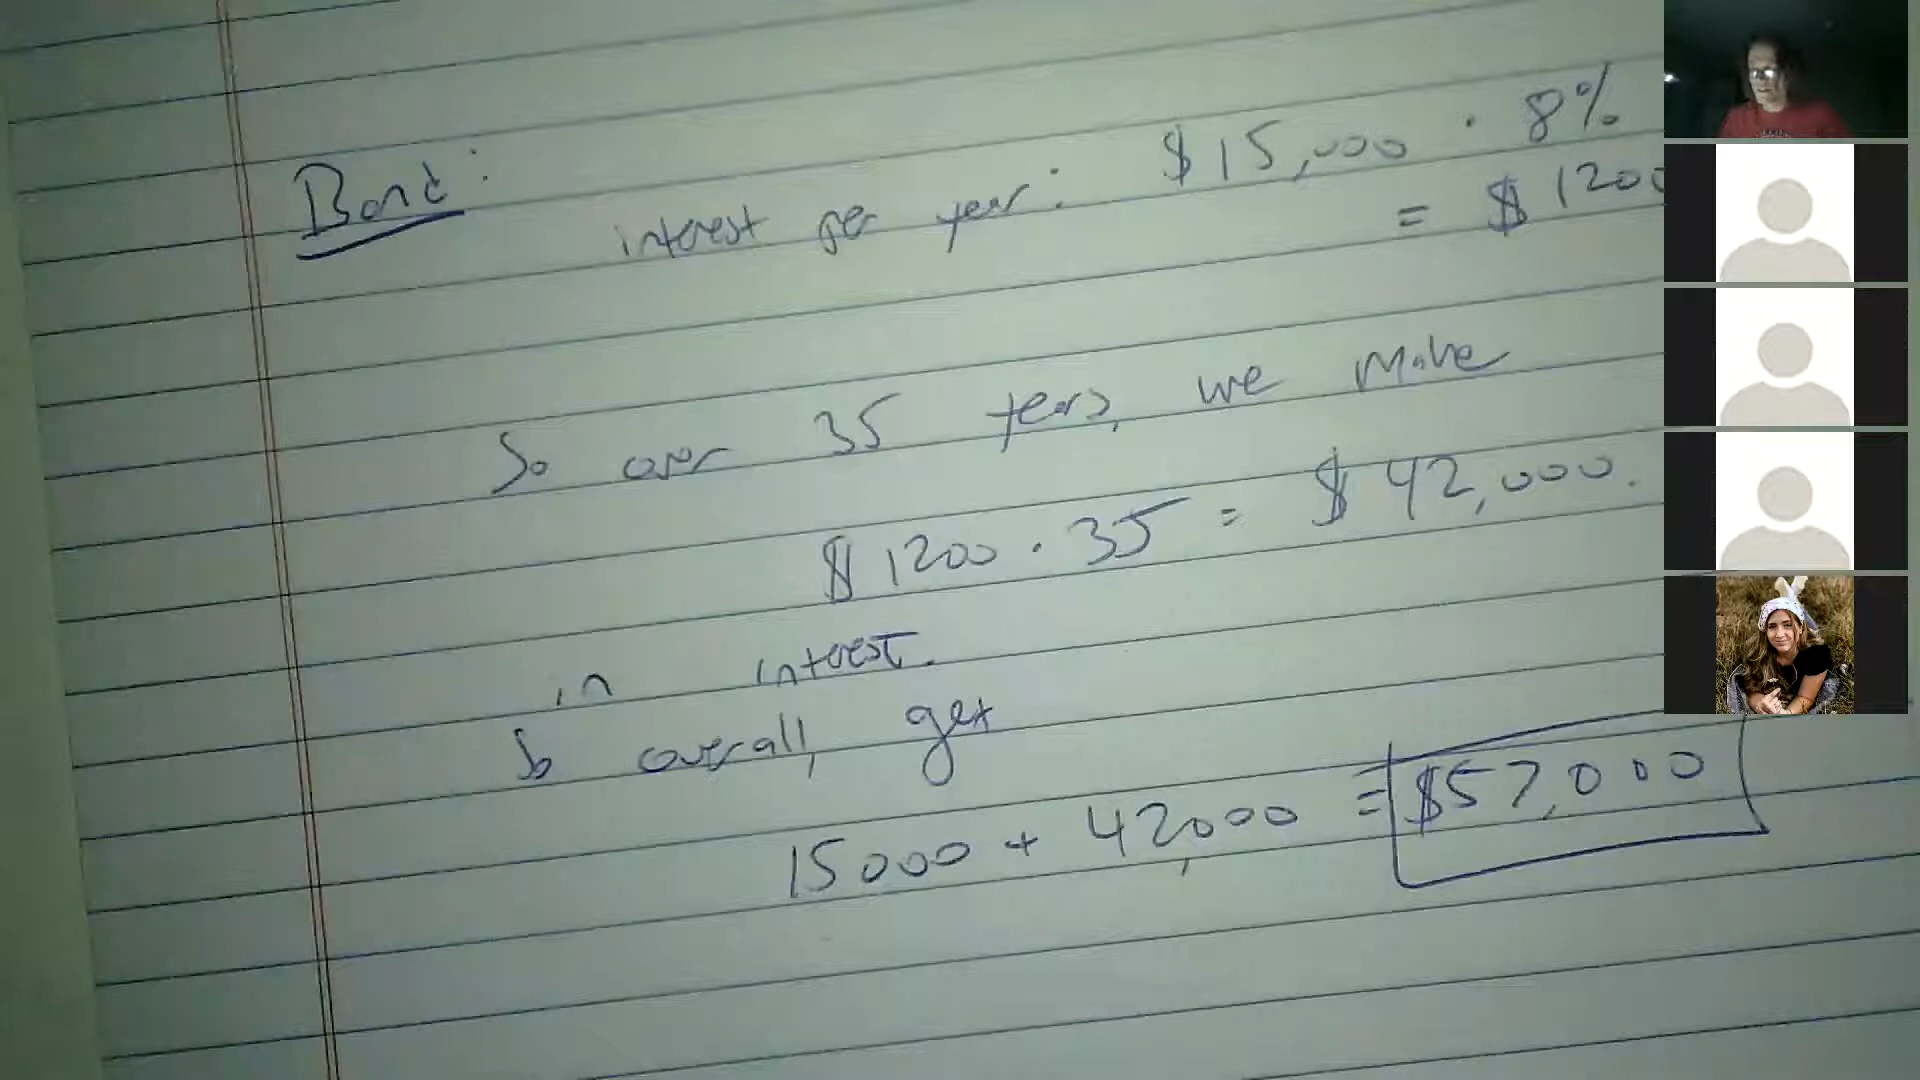 Bond:
interest per year: $15,000 · 8%
= $1200
So over 35 years, we make
$1200 · 35 = $42,000.
in interest.
So overall, get
15000 + 42,000 = $57,000